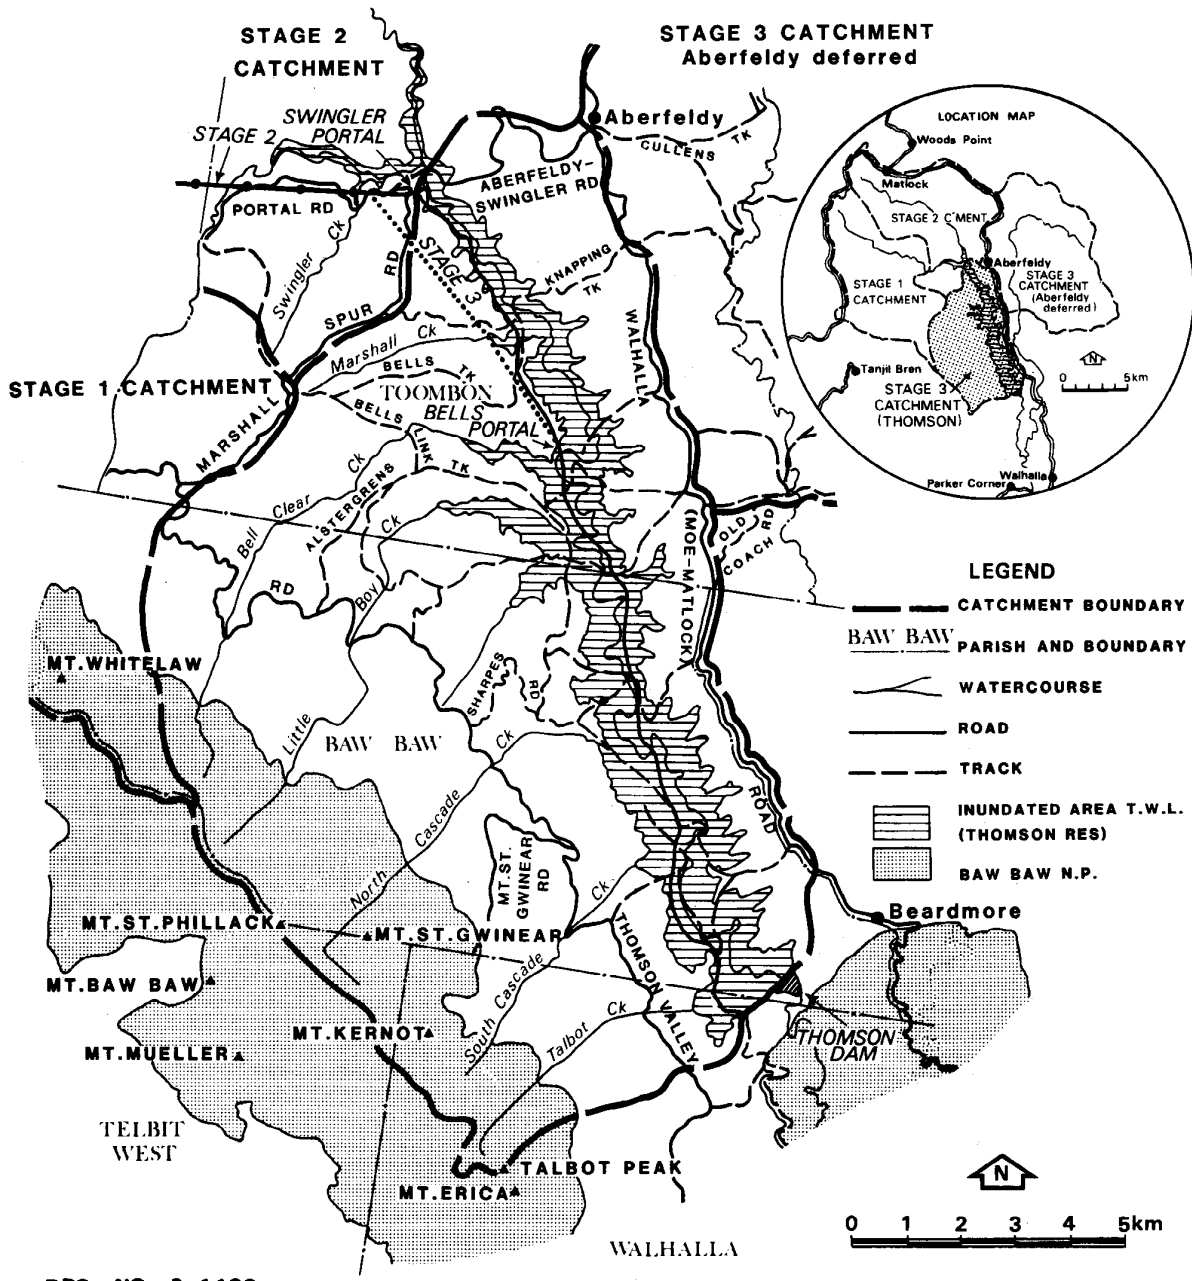 STAGE 2
CATCHMENT
STAGE 3 CATCHMENT
Aberfeldy deferred
SWINGLER
PORTAL
STAGE 2
Aberfeldy
CULLENS TK
ABERFELDY-
SWINGLER RD
PORTAL RD
Swingler Ck
STAGE 3
RD
SPUR
MARSHALL
KNAPPING
TK
WALHALLA
Marshall Ck
BELLS TK
STAGE 1 CATCHMENT
TOOMBON
BELLS
PORTAL
BELLS
LINK
TK
Bell Clear Ck
ALSTERGRENS
RD
Boy Ck
(MOE-MATLOCK)
OLD
COACH
RD
MT.WHITELAW
SHARPES
RD
Little
BAW BAW
North Cascade Ck
ROAD
MT.ST.
GWINEAR
RD
MT.ST.PHILLACK
MT.ST.GWINEAR
THOMSON VALLEY
Beardmore
South Cascade Ck
MT.BAW BAW
MT.KERNOT
MT.MUELLER
Talbot Ck
THOMSON
DAM
TELBIT
WEST
TALBOT PEAK
MT.ERICA
WALHALLA
LOCATION MAP
Woods Point
Matlock
STAGE 2 C'MENT
Aberfeldy
STAGE 1
CATCHMENT
STAGE 3
CATCHMENT
(Aberfeldy
deferred)
N
0 5km
Tanjil Bren
STAGE 3
CATCHMENT
(THOMSON)
Walhalla
Parker Corner
LEGEND
CATCHMENT BOUNDARY
BAW BAW PARISH AND BOUNDARY
WATERCOURSE
ROAD
TRACK
INUNDATED AREA T.W.L.
(THOMSON RES)
BAW BAW N.P.
N
0 1 2 3 4 5km